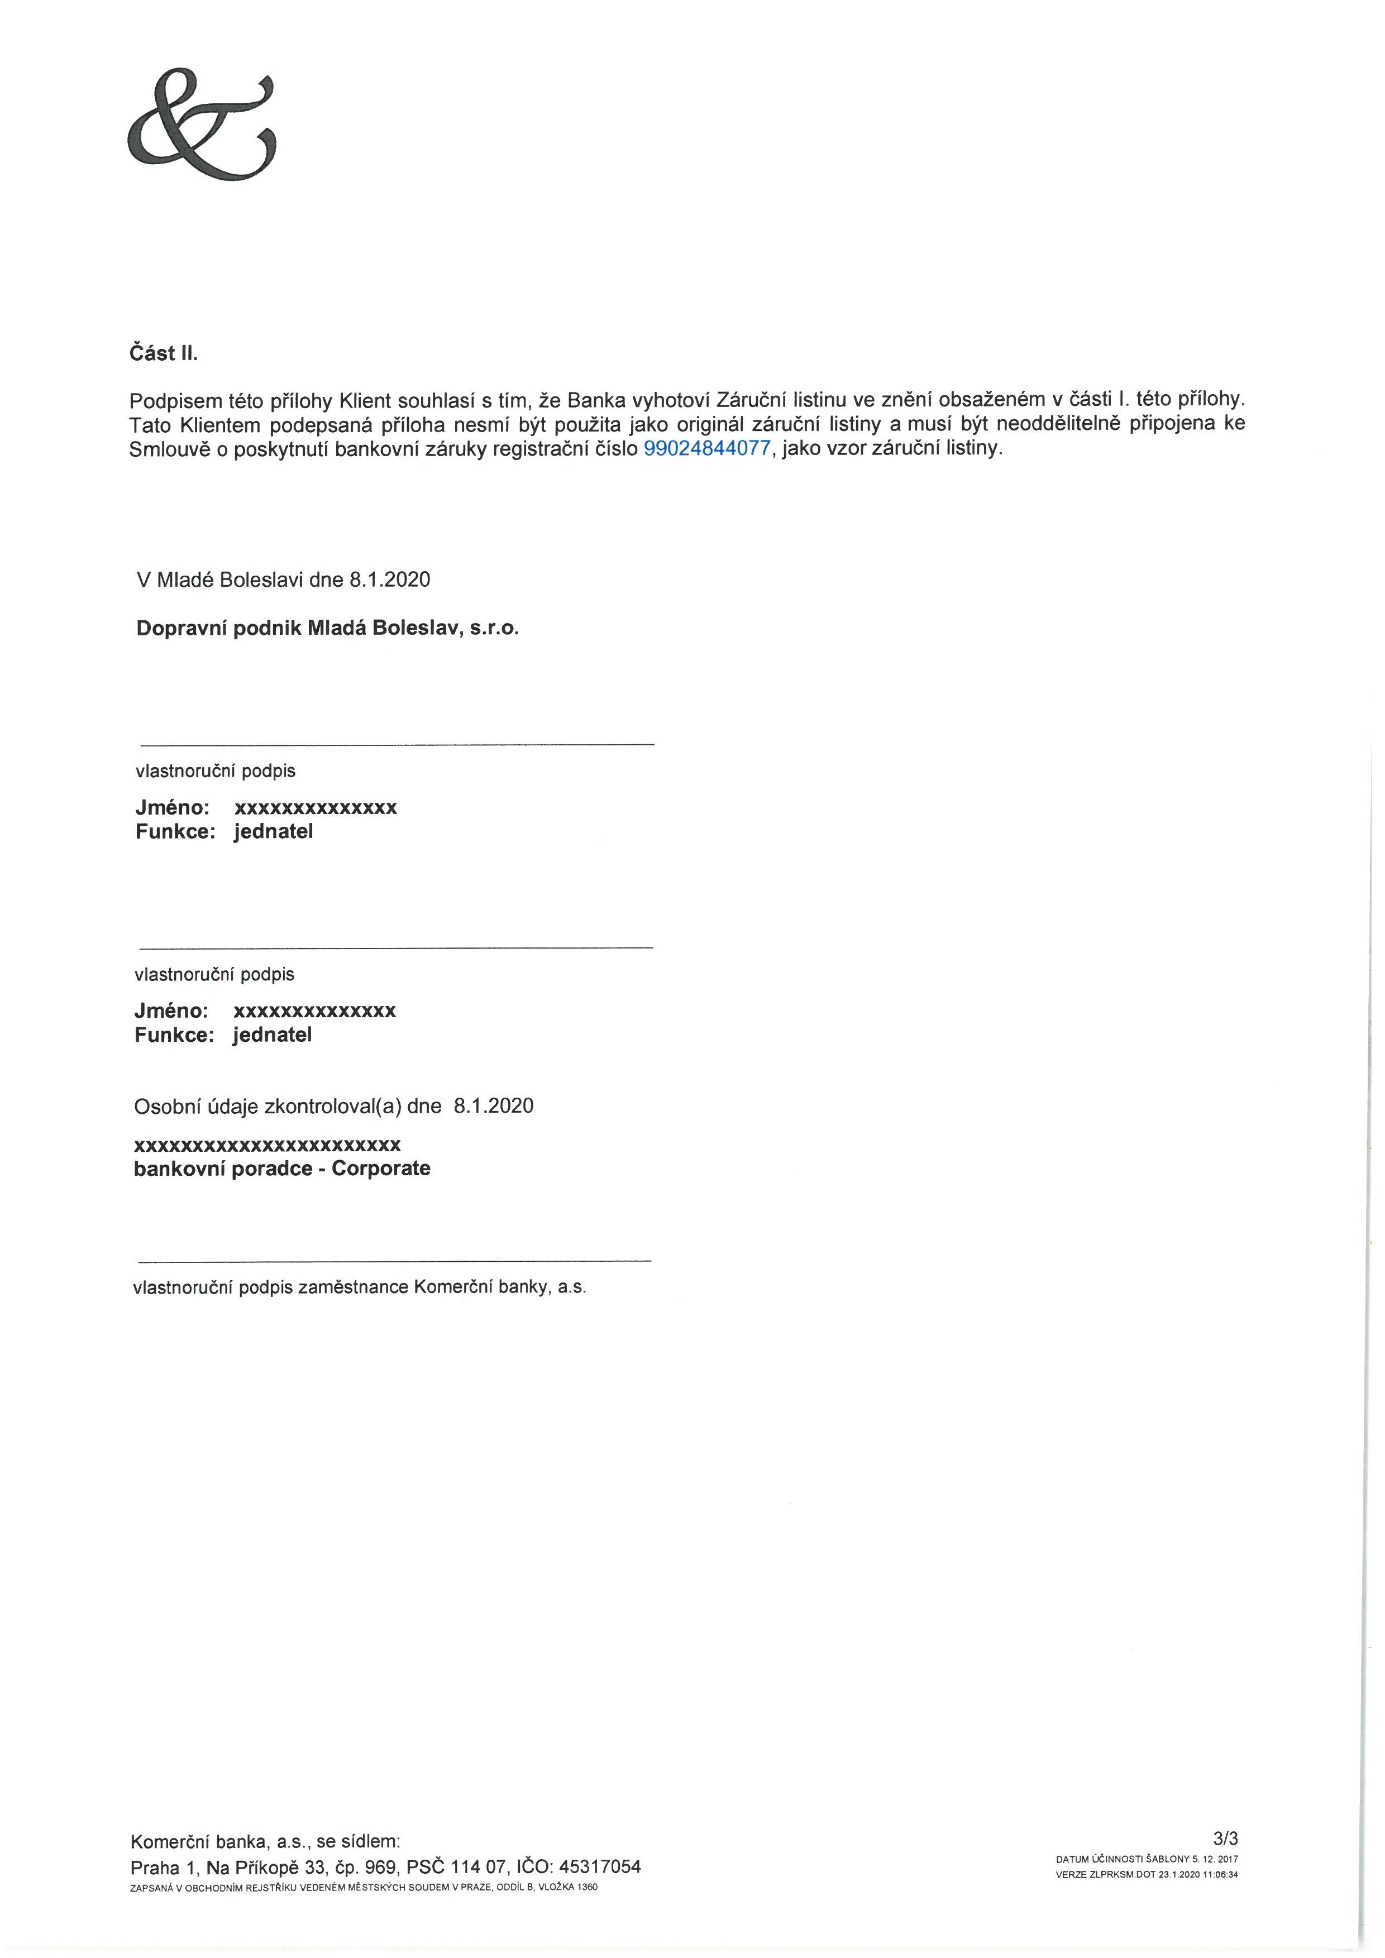 &
Část II.
Podpisem této přílohy Klient souhlasí s tím, že Banka vyhotoví Záruční listinu ve znění obsaženém v části I. této přílohy.
Tato Klientem podepsaná příloha nesmí být použita jako originál záruční listiny a musí být neoddělitelně připojena ke
Smlouvě o poskytnutí bankovní záruky registrační číslo 99024844077, jako vzor záruční listiny.
V Mladé Boleslavi dne 8.1.2020
Dopravní podnik Mladá Boleslav, s.r.o.
vlastnoruční podpis
Jméno: xxxxxxxxxxxxxx
Funkce: jednatel
vlastnoruční podpis
Jméno: xxxxxxxxxxxxxx
Funkce: jednatel
Osobní údaje zkontroloval(a) dne 8.1.2020
xxxxxxxxxxxxxxxxxxxxxxx
bankovní poradce - Corporate
vlastnoruční podpis zaměstnance Komerční banky, a.s.
Komerční banka, a.s., se sídlem:
Praha 1, Na Příkopě 33, čp. 969, PSČ 114 07, IČO: 45317054
ZAPSANÁ V OBCHODNÍM REJSTŘÍKU VEDENÉM MĚSTSKÝCH SOUDEM V PRAZE, ODDÍL B, VLOŽKA 1360
3/3
DATUM ÚČINNOSTI ŠABLONY 5. 12. 2017
VERZE ZLPRKSM.DOT 23.1.2020 11:06:34